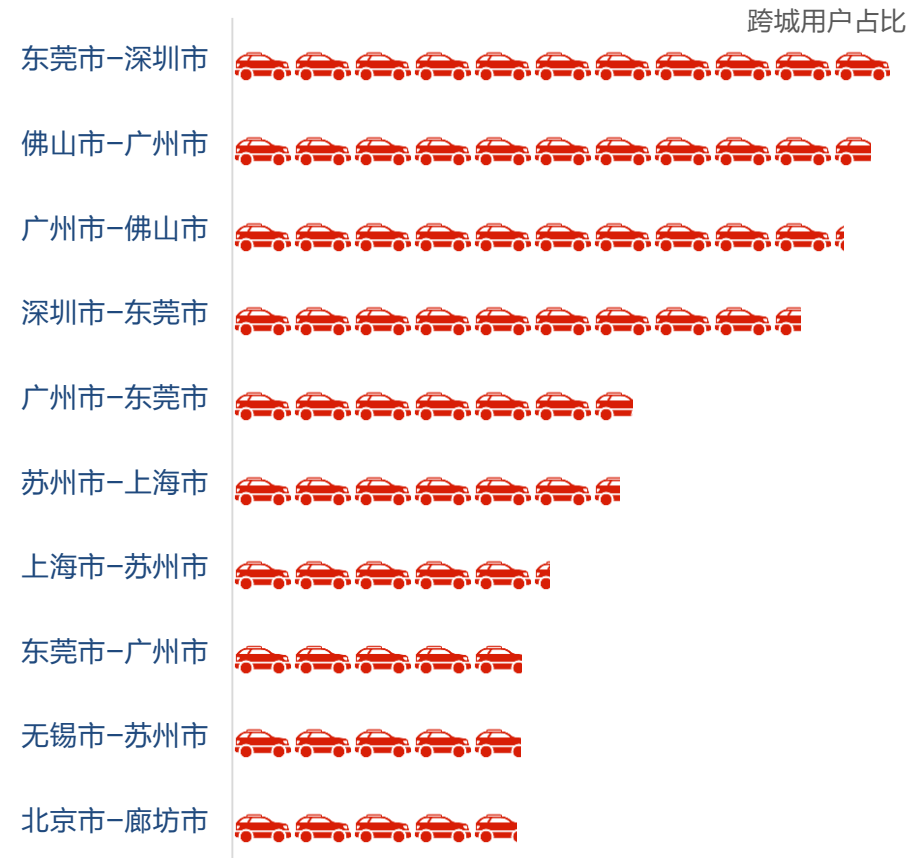 跨城用户占比
东莞市–深圳市
佛山市–广州市
广州市–佛山市
深圳市–东莞市
广州市–东莞市
苏州市–上海市
上海市–苏州市
东莞市–广州市
无锡市–苏州市
北京市–廊坊市